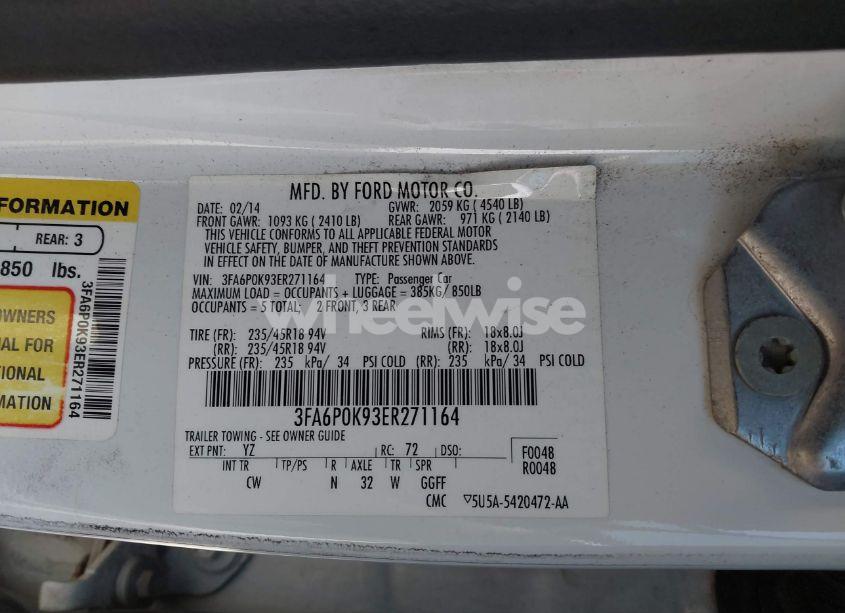 FORMATION
REAR: 3
850 lbs.
OWNERS
AL FOR
TIONAL
MATION
3FA6P0K93ER271164
MFD. BY FORD MOTOR CO.
DATE: 02/14 GVWR: 2059 KG ( 4540 LB)
FRONT GAWR: 1093 KG ( 2410 LB) REAR GAWR: 971 KG ( 2140 LB)
THIS VEHICLE CONFORMS TO ALL APPLICABLE FEDERAL MOTOR
VEHICLE SAFETY, BUMPER, AND THEFT PREVENTION STANDARDS
IN EFFECT ON THE DATE OF MANUFACTURE SHOWN ABOVE.
VIN: 3FA6P0K93ER271164 TYPE: Passenger Car
MAXIMUM LOAD = OCCUPANTS + LUGGAGE = 385KG/ 850LB
OCCUPANTS = 5 TOTAL; 2 FRONT, 3 REAR
wheelwise
TIRE (FR): 235/45R18 94V RIMS (FR): 18x8.0J
(RR): 235/45R18 94V (RR): 18x8.0J
PRESSURE (FR): 235 kPa/ 34 PSI COLD (RR): 235 kPa/ 34 PSI COLD
3FA6P0K93ER271164
TRAILER TOWING - SEE OWNER GUIDE
EXT PNT: YZ RC: 72 DSO: F0048
R0048
INT TR TP/PS R AXLE TR SPR
CW N 32 W GGFF
CMC ▽5U5A-5420472-AA